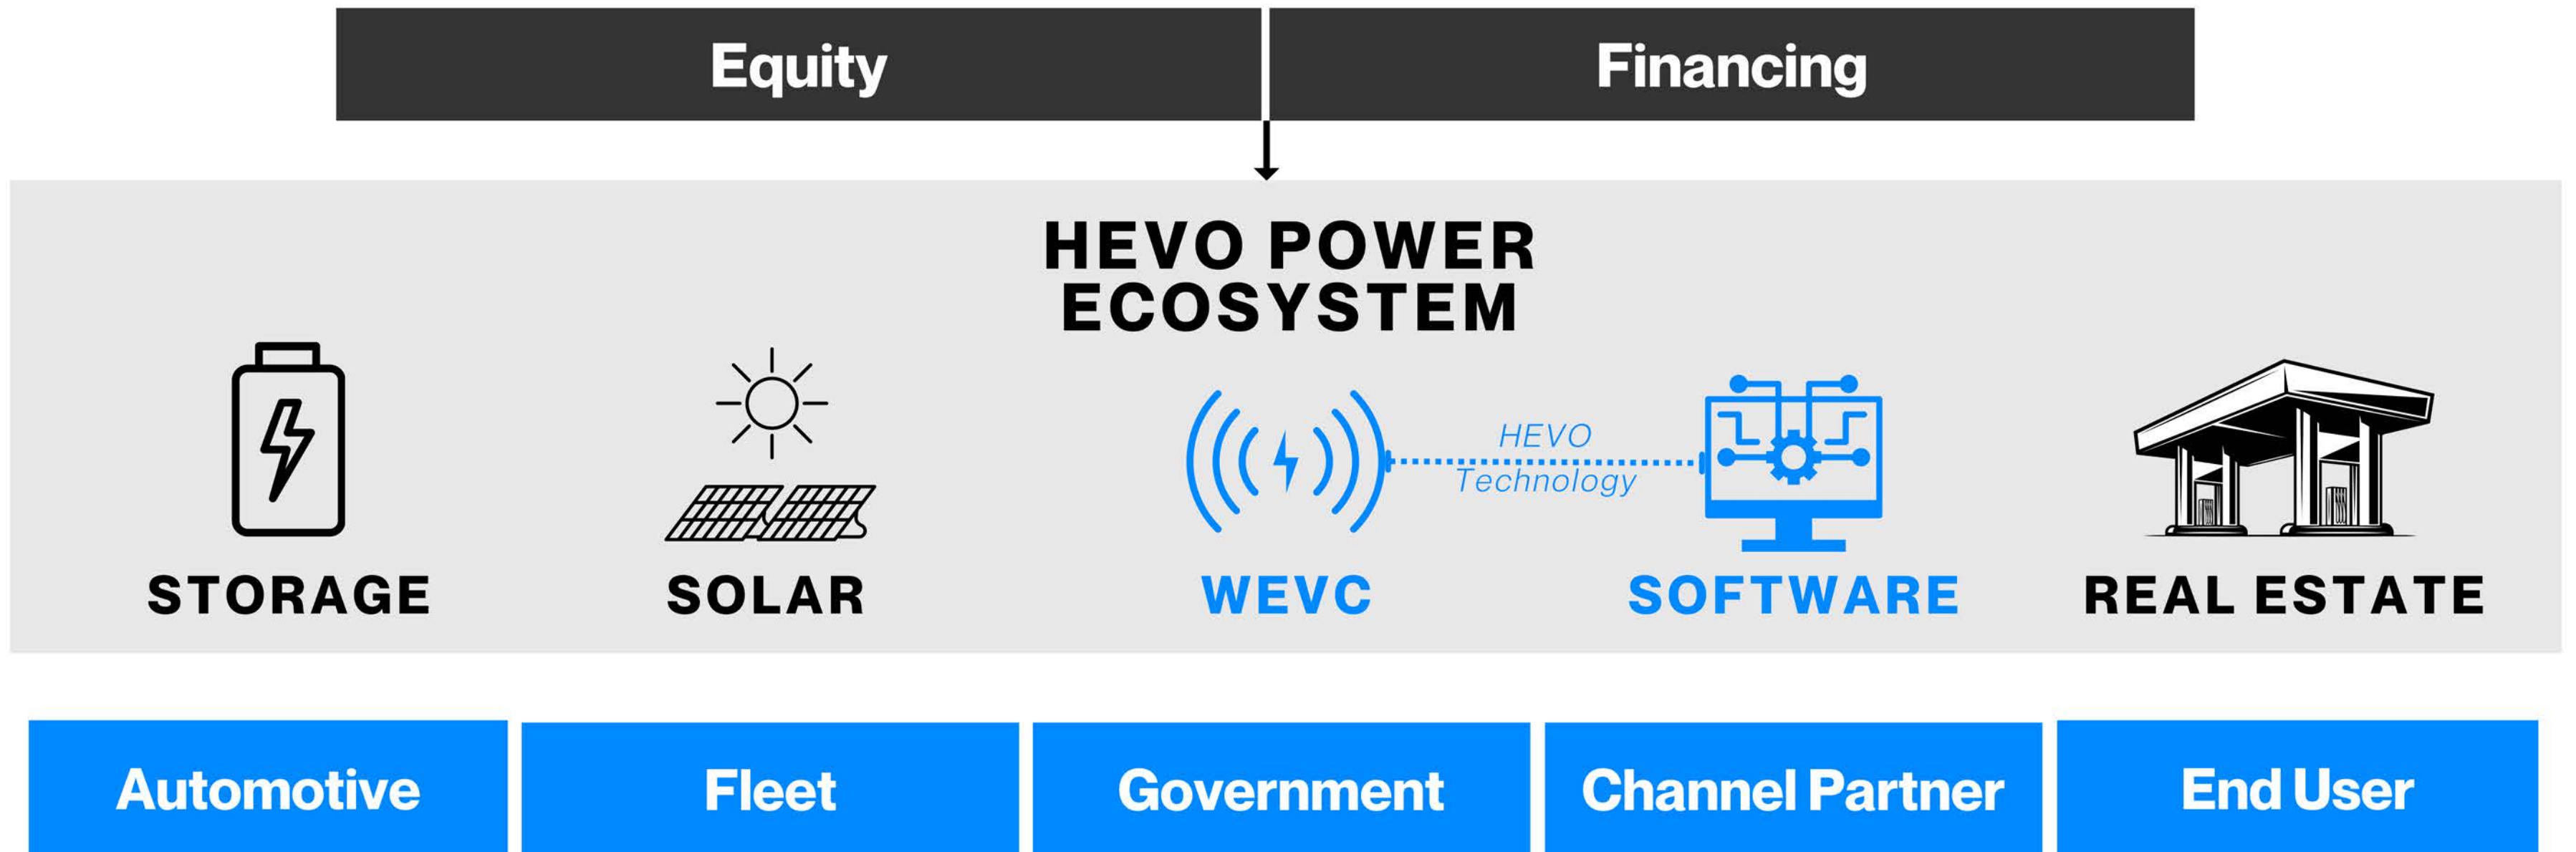 Equity
Financing
HEVO POWER
ECOSYSTEM
HEVO
Technology
STORAGE
SOLAR
WEVC
SOFTWARE
REAL ESTATE
Automotive
Fleet
Government
Channel Partner
End User